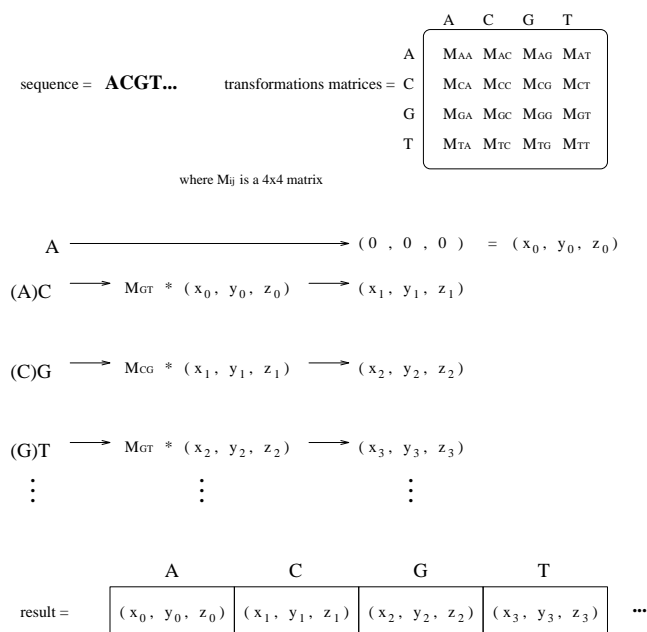 A C G T
A MAA MAC MAG MAT
sequence = ACGT... transformations matrices = C MCA MCC MCG MCT
G MGA MGC MGG MGT
T MTA MTC MTG MTT
where Mij is a 4x4 matrix
A (0 , 0 , 0) = (x0, y0, z0)
(A)C MGT * (x0, y0, z0) (x1, y1, z1)
(C)G MCG * (x1, y1, z1) (x2, y2, z2)
(G)T MGT * (x2, y2, z2) (x3, y3, z3)
A C G T
result = (x0, y0, z0) (x1, y1, z1) (x2, y2, z2) (x3, y3, z3) ...